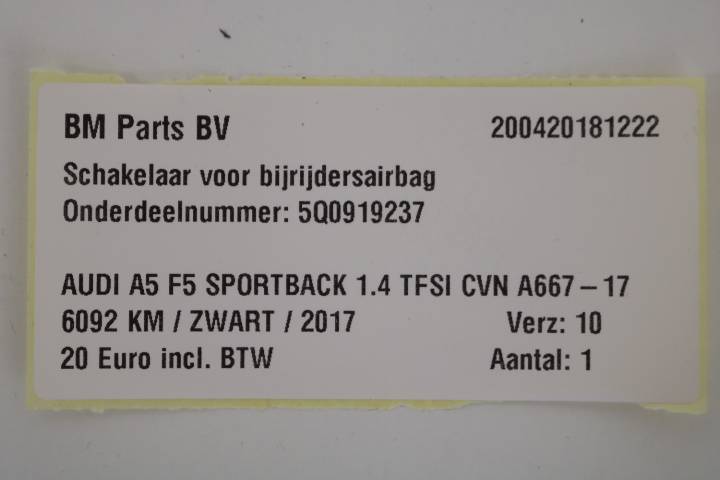 BM Parts BV 200420181222
Schakelaar voor bijrijdersairbag
Onderdeelnummer: 5Q0919237
AUDI A5 F5 SPORTBACK 1.4 TFSI CVN A667-17
6092 KM / ZWART / 2017 Verz: 10
20 Euro incl. BTW Aantal: 1